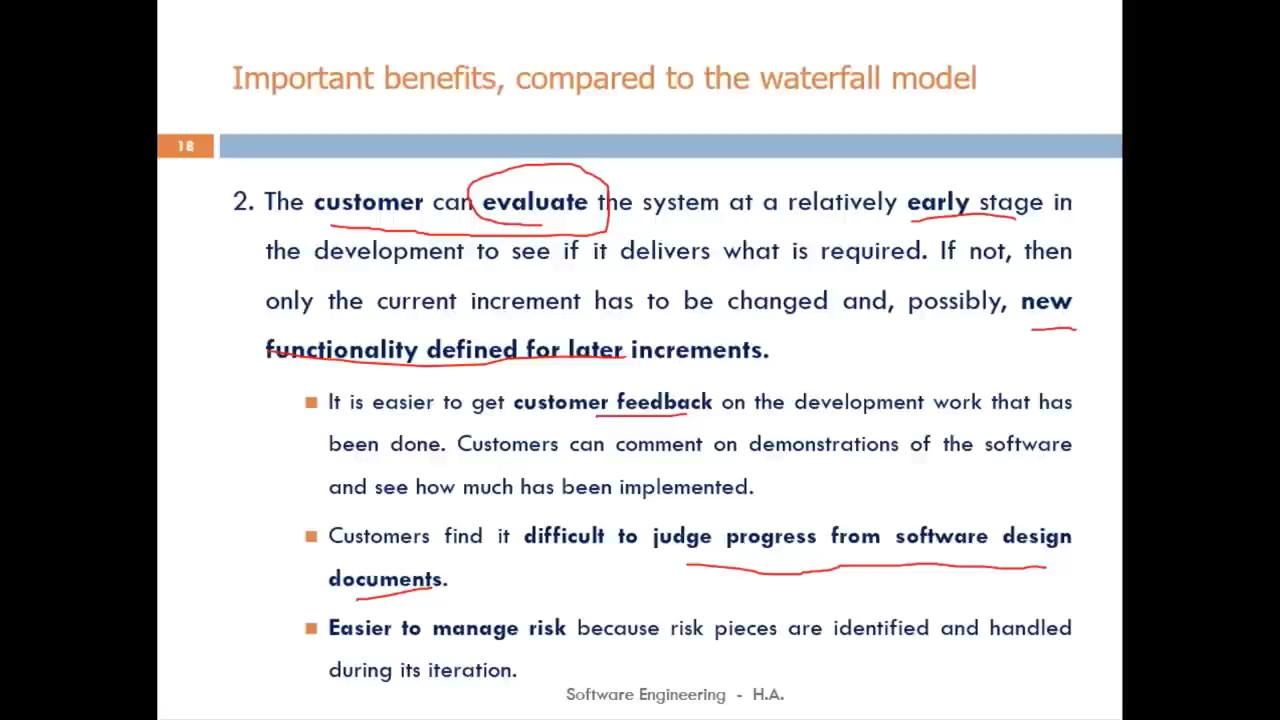 Important benefits, compared to the waterfall model
18
2. The customer can evaluate the system at a relatively early stage in
the development to see if it delivers what is required. If not, then
only the current increment has to be changed and, possibly, new
functionality defined for later increments.
■ It is easier to get customer feedback on the development work that has
been done. Customers can comment on demonstrations of the software
and see how much has been implemented.
■ Customers find it difficult to judge progress from software design
documents.
■ Easier to manage risk because risk pieces are identified and handled
during its iteration.
Software Engineering - H.A.